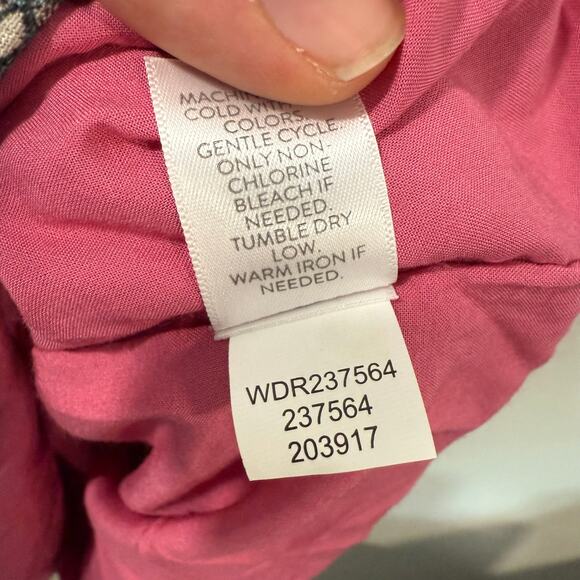 MACHIN
COLD WITH
COLORS.
GENTLE CYCLE.
ONLY NON-
CHLORINE
BLEACH IF
NEEDED.
TUMBLE DRY
LOW.
WARM IRON IF
NEEDED.
WDR237564
237564
203917